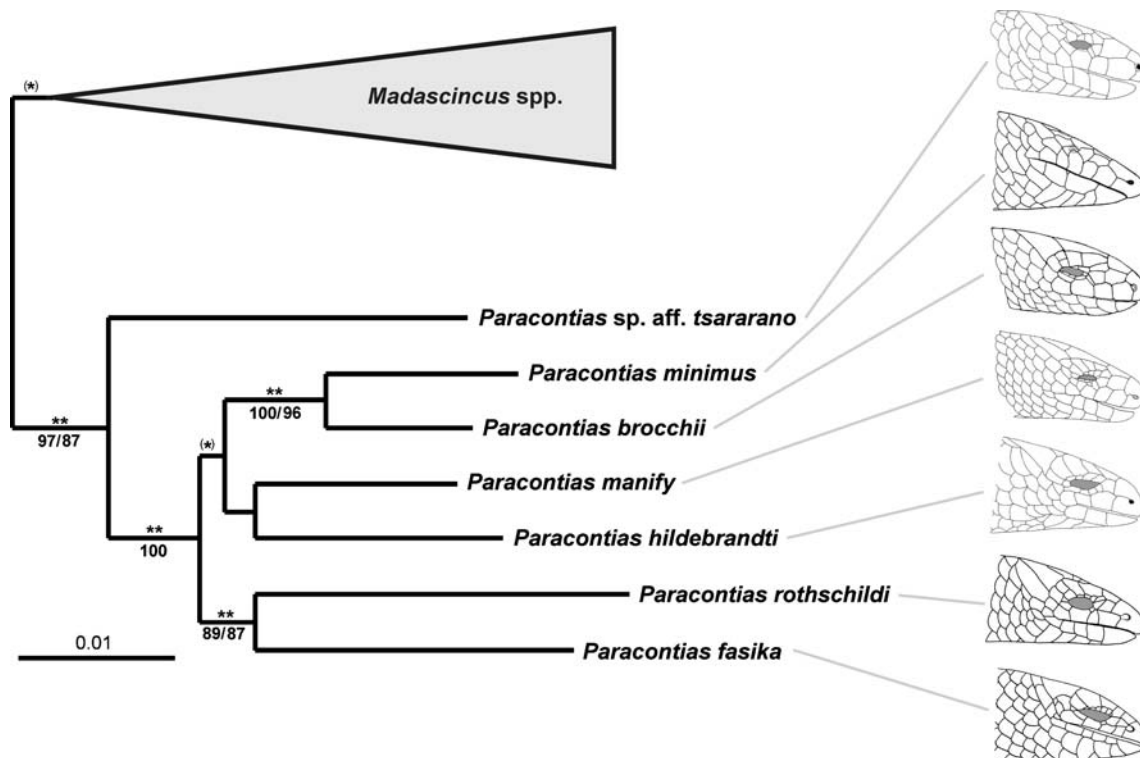 (*)
Madascincus spp.
Paracontias sp. aff. tsararano
Paracontias minimus
**
100/96
Paracontias brocchii
**
97/87
(*)
Paracontias manify
**
100
Paracontias hildebrandti
Paracontias rothschildi
**
89/87
0.01
Paracontias fasika